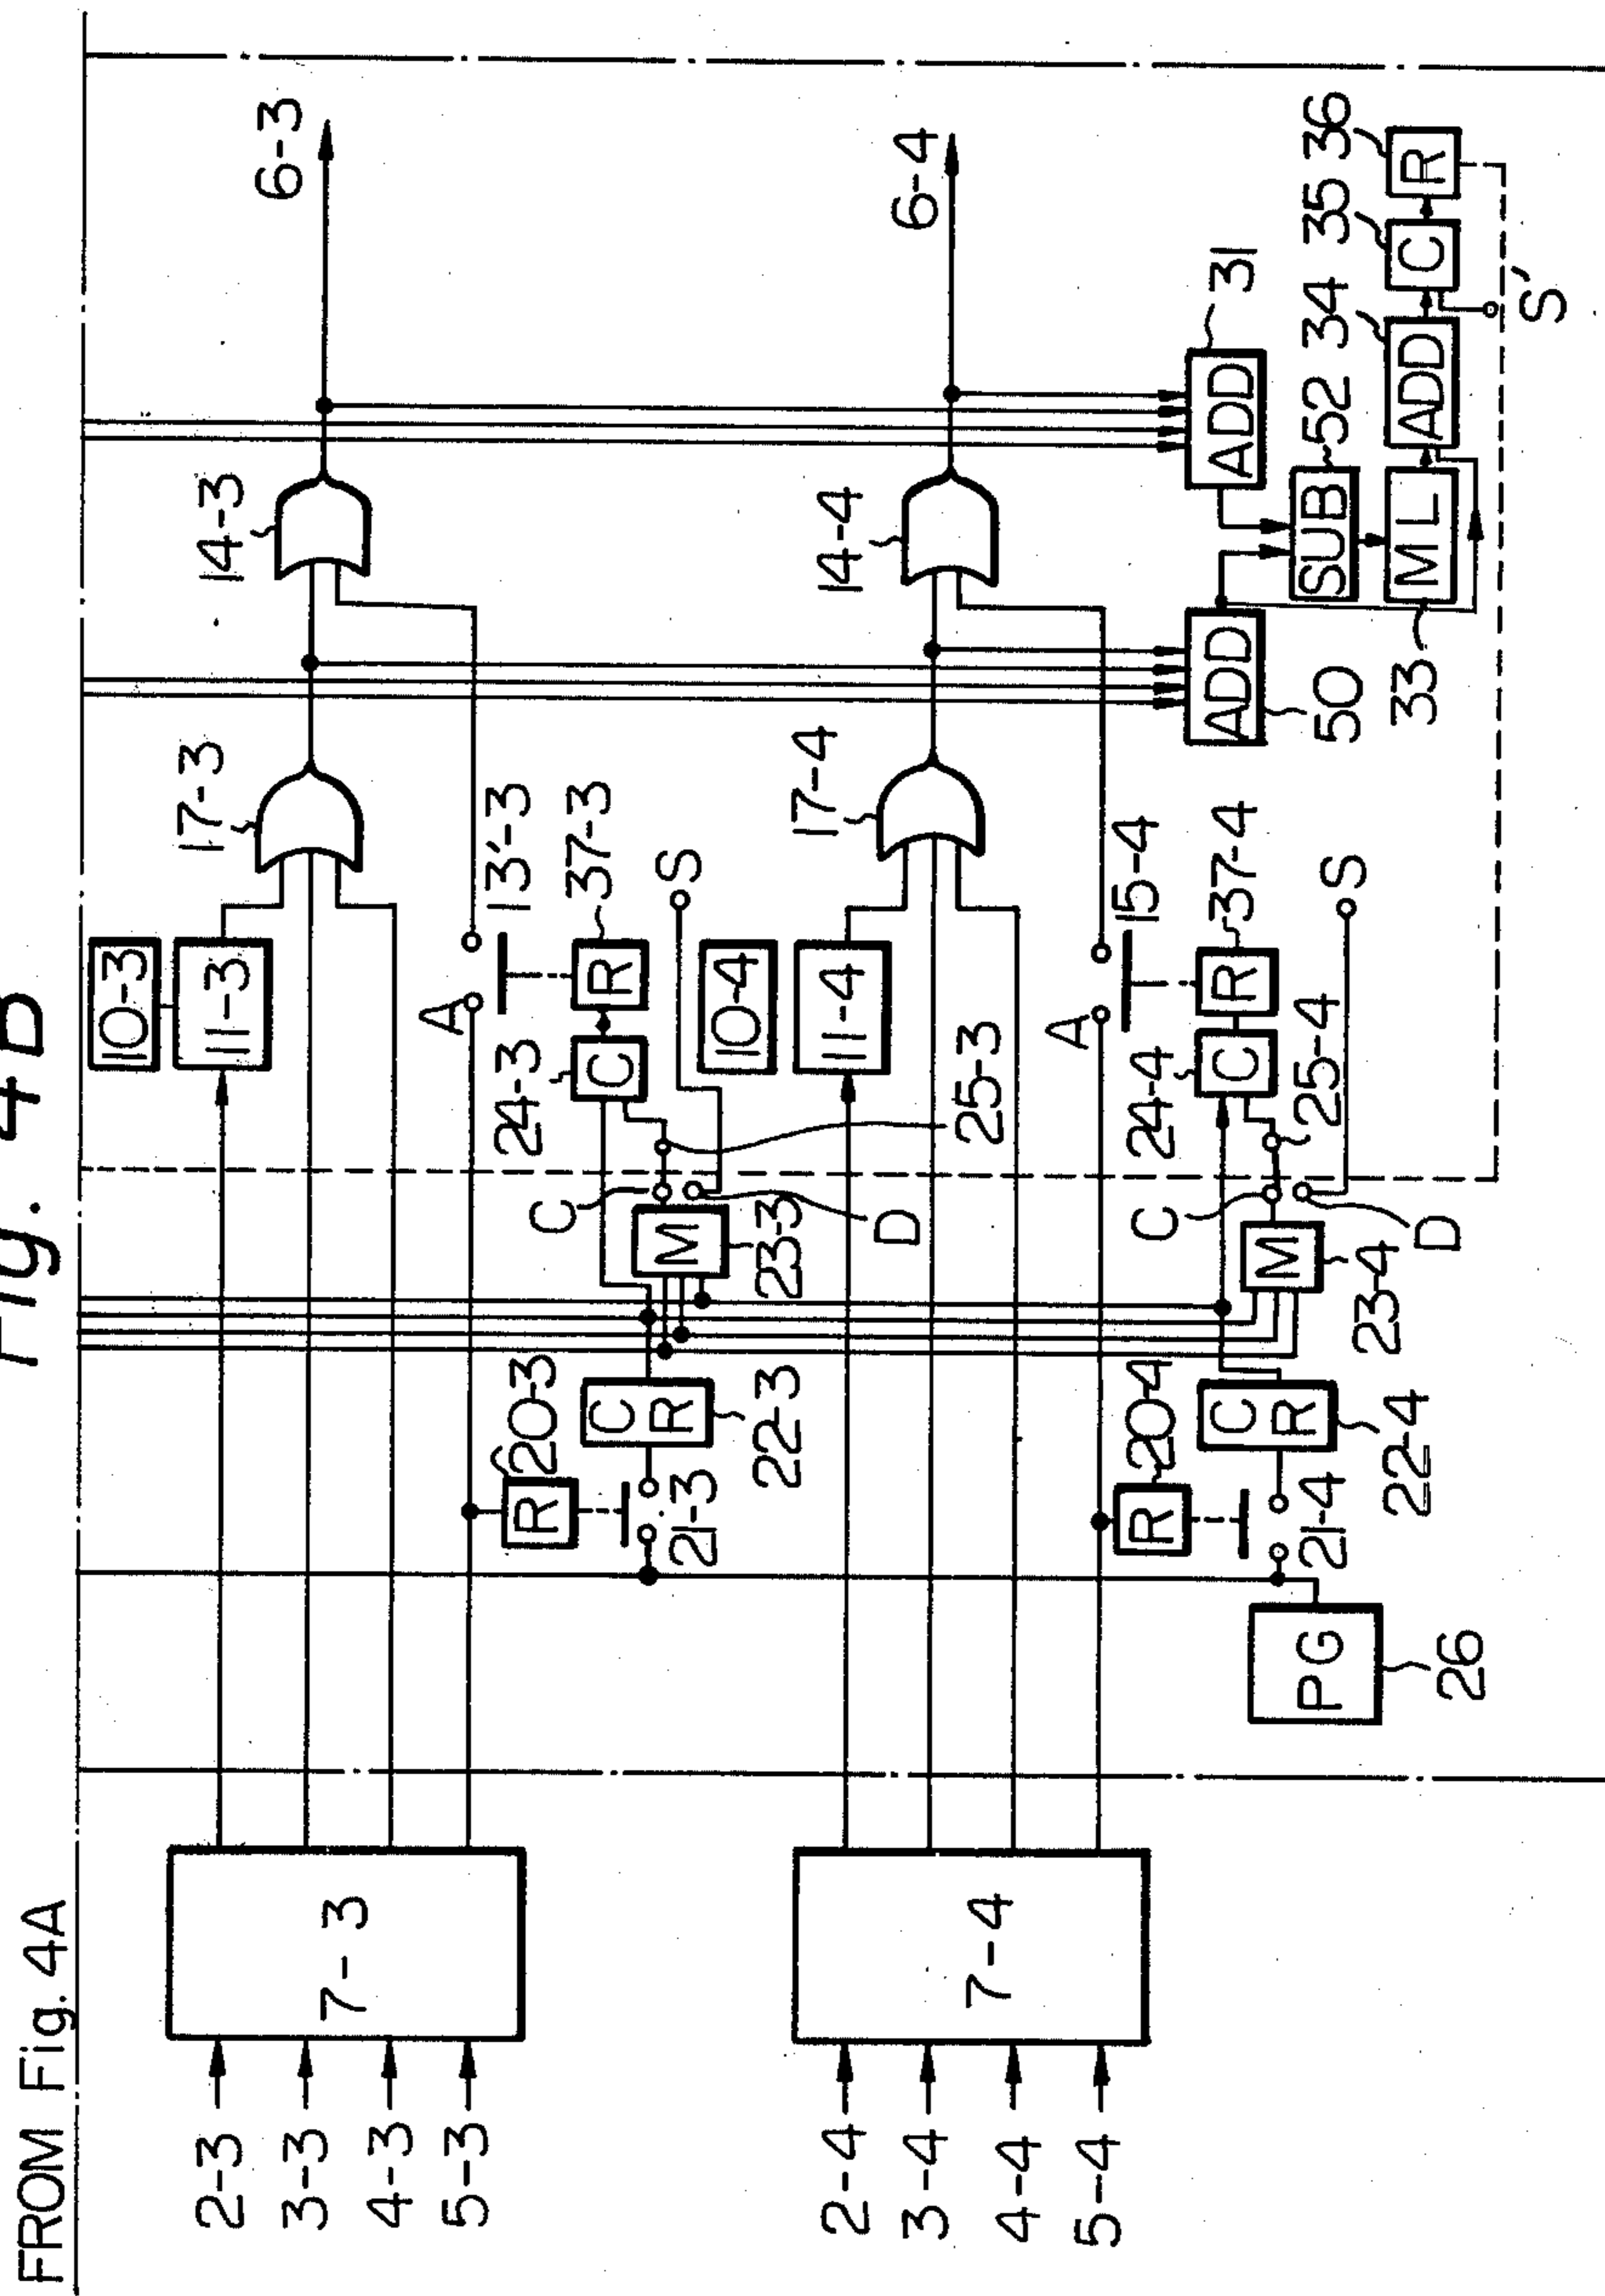 Fig. 4B
FROM Fig. 4A
2-3
3-3
4-3
5-3
7-3
10-3
11-3
17-3
14-3
6-3
A
13'-3
R
20-3
21-3
C R
22-3
M
23-3
C
D
25-3
C
24-3
R
37-3
S
2-4
3-4
4-4
5-4
7-4
10-4
11-4
17-4
14-4
6-4
A
15-4
R
20-4
21-4
C R
22-4
M
23-4
C
D
25-4
C
24-4
R
37-4
S
PG
26
ADD
50
ADD
31
SUB
52
ML
33
ADD
34
C
35
R
36
S'